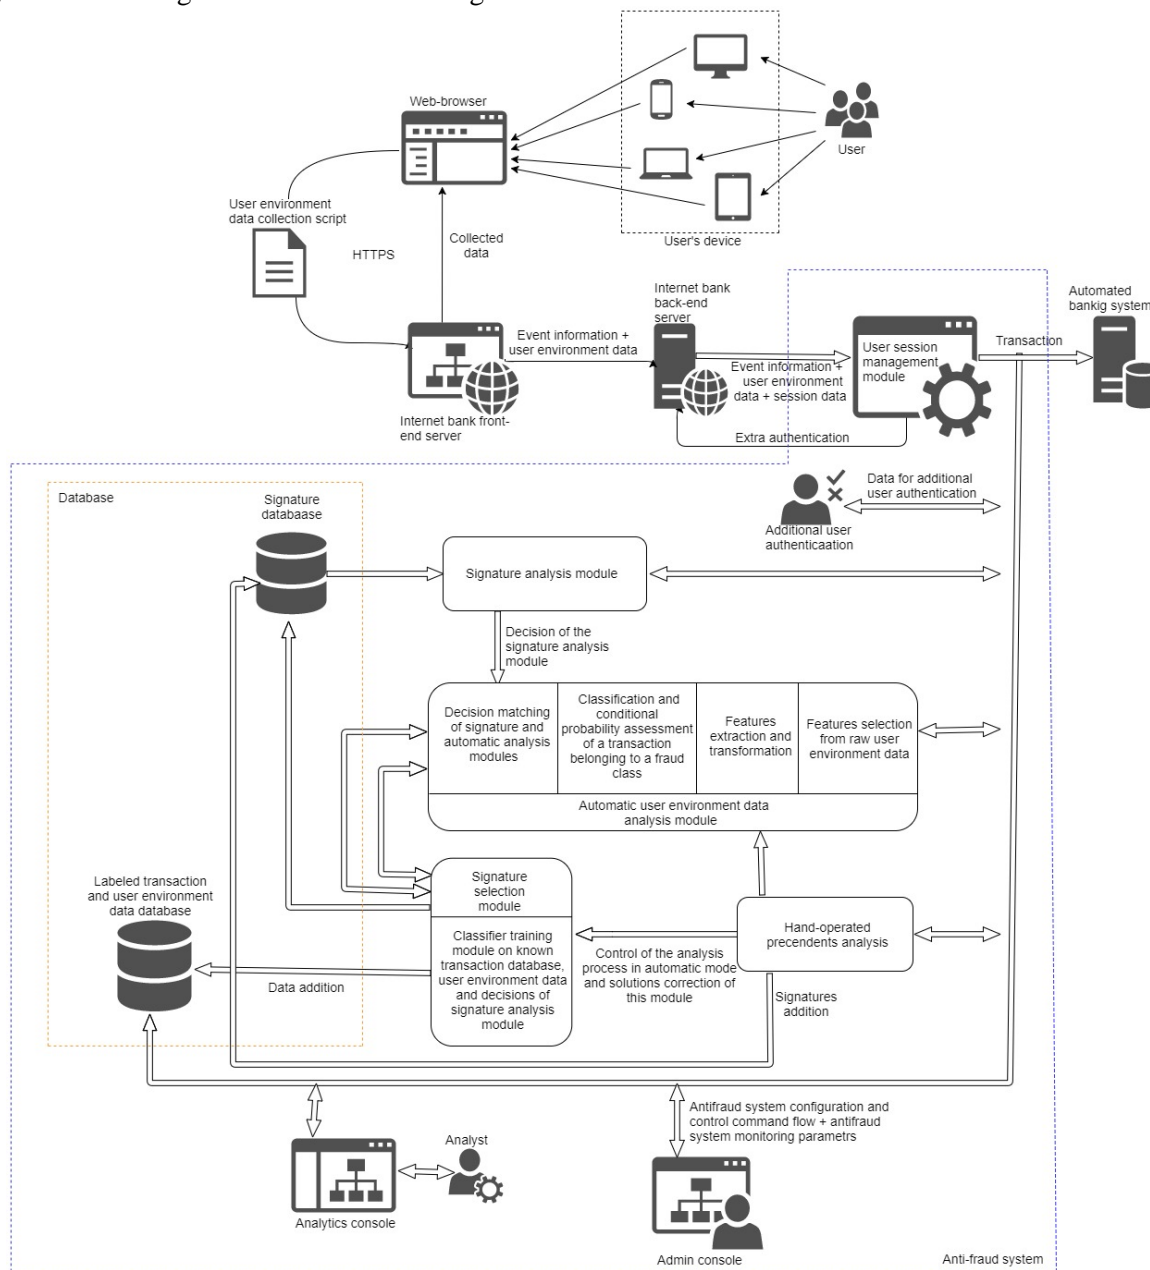 Web-browser
User
User's device
User environment
data collection script
HTTPS
Collected
data
Internet bank
back-end
server
Automated
bankig system
Event information +
user environment data
User session
management
module
Transaction
Event information +
user environment
data + session data
Internet bank front-
end server
Extra authentication
Database
Signature
databaase
Data for additional
user authentication
Additional user
authenticaation
Signature analysis module
Decision of the
signature analysis
module
Decision matching
of signature and
automatic analysis
modules
Classification and
conditional
probability assessment
of a transaction
belonging to a fraud
class
Features
extraction and
transformation
Features selection
from raw user
environment data
Automatic user environment data
analysis module
Labeled transaction
and user environment
data database
Signature
selection
module
Classifier training
module on known
transaction database,
user environment data
and decisions of
signature analysis
module
Hand-operated
precendents analysis
Control of the analysis
process in automatic mode
and solutions correction of
this module
Data addition
Signatures
addition
Antifraud system configuration and
control command flow + antifraud
system monitoring parametrs
Analyst
Analytics console
Admin console
Anti-fraud system